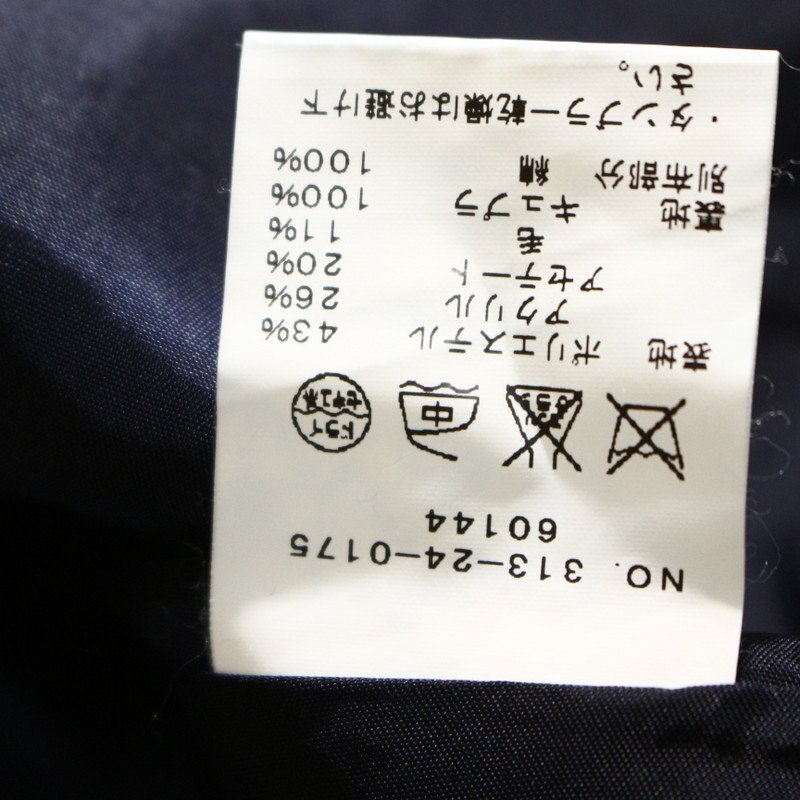 NO. 313-24-0175
60144
中
ドライ
セキユ系
表地 ポリエステル 43%
アクリル 26%
アセテート 20%
毛 11%
裏地 キュプラ 100%
別布部分 綿 100%
・タンブラー乾燥はお避け下
さい。